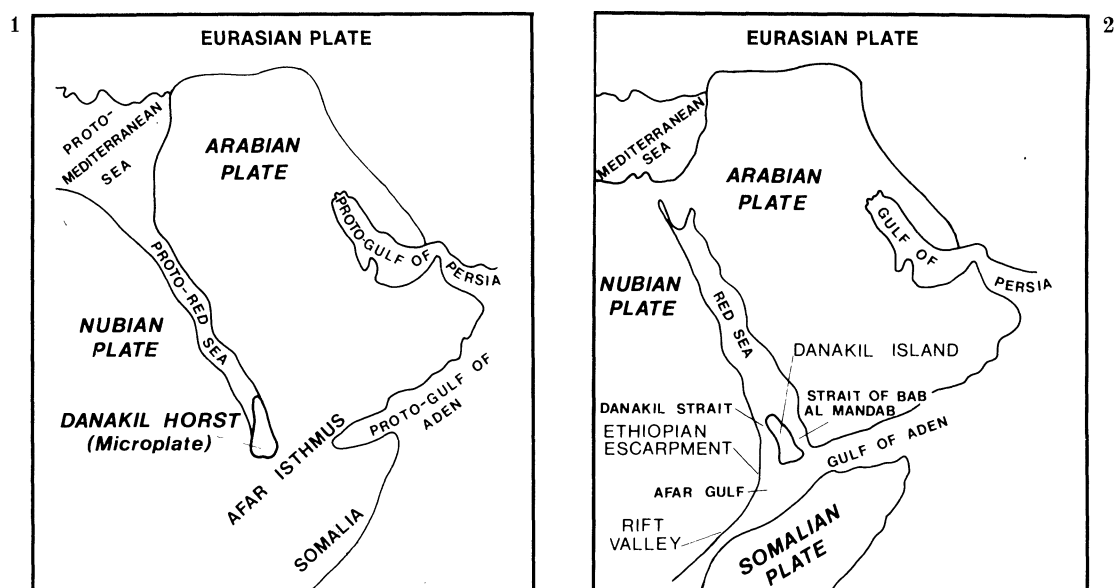 1
EURASIAN PLATE
PROTO-
MEDITERRANEAN
SEA
ARABIAN
PLATE
PROTO-GULF OF
PERSIA
PROTO-RED SEA
NUBIAN
PLATE
DANAKIL HORST
(Microplate)
AFAR ISTHMUS
PROTO-GULF OF
ADEN
SOMALIA
2
EURASIAN PLATE
MEDITERRANEAN
SEA
ARABIAN
PLATE
GULF OF
PERSIA
NUBIAN
PLATE
RED SEA
DANAKIL ISLAND
STRAIT OF BAB
AL MANDAB
DANAKIL STRAIT
ETHIOPIAN
ESCARPMENT
GULF OF ADEN
AFAR GULF
RIFT
VALLEY
SOMALIAN
PLATE